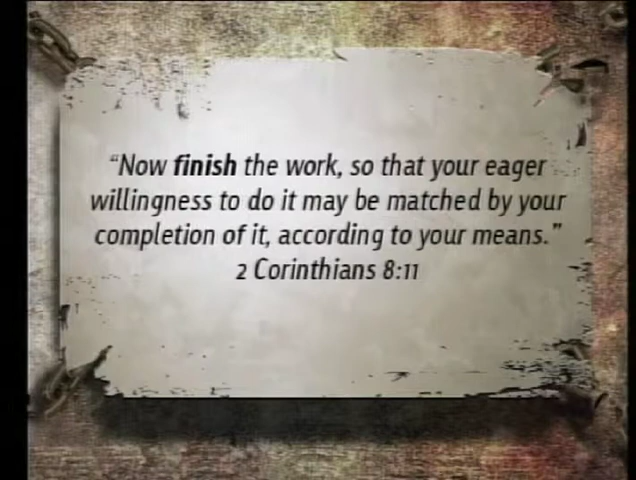 “Now finish the work, so that your eager
willingness to do it may be matched by your
completion of it, according to your means.”
2 Corinthians 8:11